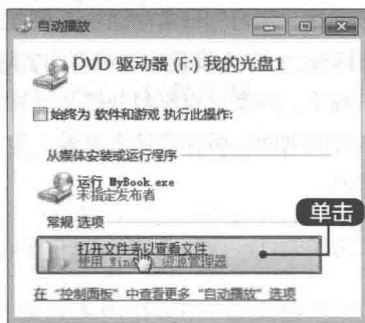 自动播放
DVD 驱动器 (F:) 我的光盘1
始终为 软件和游戏 执行此操作:
从媒体安装或运行程序
运行 MyBook.exe
未指定发布者
常规 选项
单击
打开文件夹以查看文件
使用 Windows 资源管理器
在 "控制面板" 中查看更多 "自动播放" 选项